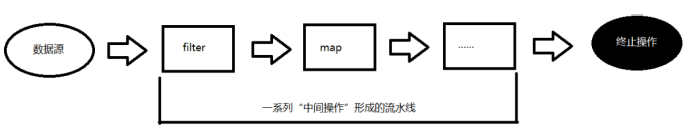 数据源
filter
map
......
终止操作
一系列“中间操作”形成的流水线